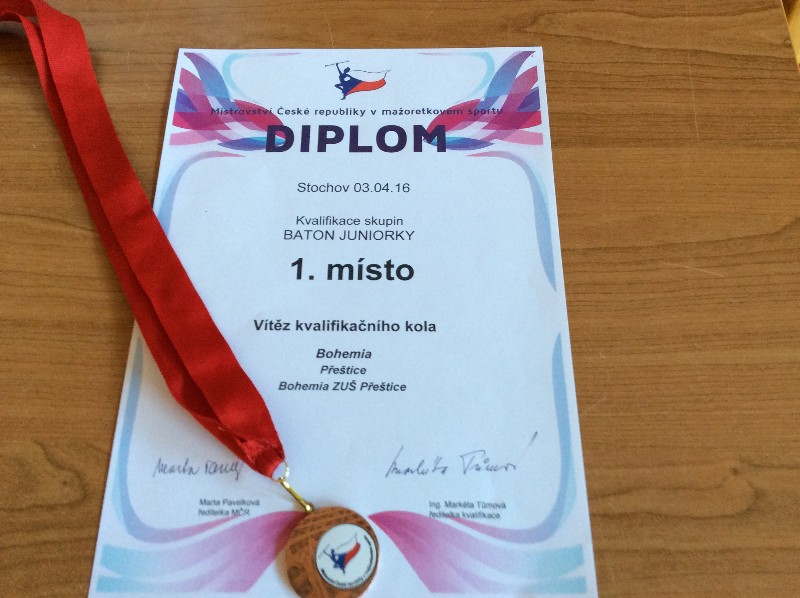 Mistrovství České republiky v mažoretkovém sportu
DIPLOM
Stochov 03.04.16
Kvalifikace skupin
BATON JUNIORKY
1. místo
Vítěz kvalifikačního kola
Bohemia
Přeštice
Bohemia ZUŠ Přeštice
Marta Pavelková
ředitelka MČR
Ing. Markéta Tůmová
ředitelka kvalifikace